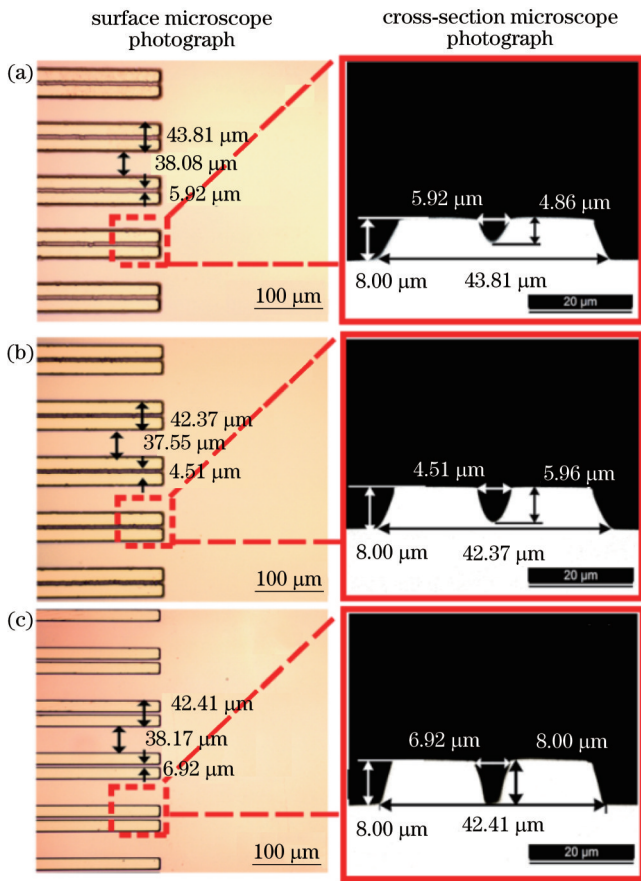 surface microscope
photograph
cross-section microscope
photograph
(a)
43.81 μm
38.08 μm
5.92 μm
100 μm
5.92 μm
4.86 μm
8.00 μm
43.81 μm
20 μm
(b)
42.37 μm
37.55 μm
4.51 μm
100 μm
4.51 μm
5.96 μm
8.00 μm
42.37 μm
20 μm
(c)
42.41 μm
38.17 μm
6.92 μm
100 μm
6.92 μm
8.00 μm
8.00 μm
42.41 μm
20 μm